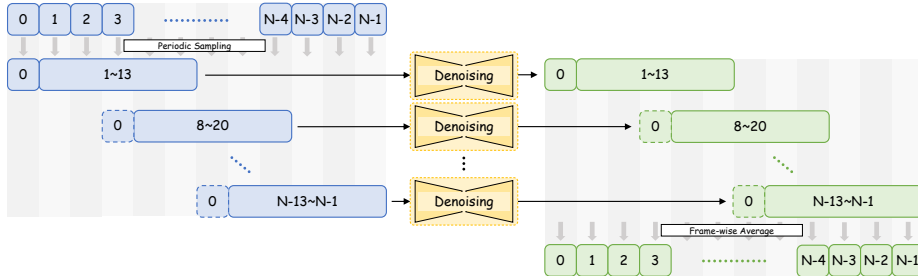 0 1 2 3 N-4 N-3 N-2 N-1
Periodic Sampling
0 1~13 Denoising 0 1~13
0 8~20 Denoising 0 8~20
0 N-13~N-1 Denoising 0 N-13~N-1
Frame-wise Average
0 1 2 3 N-4 N-3 N-2 N-1